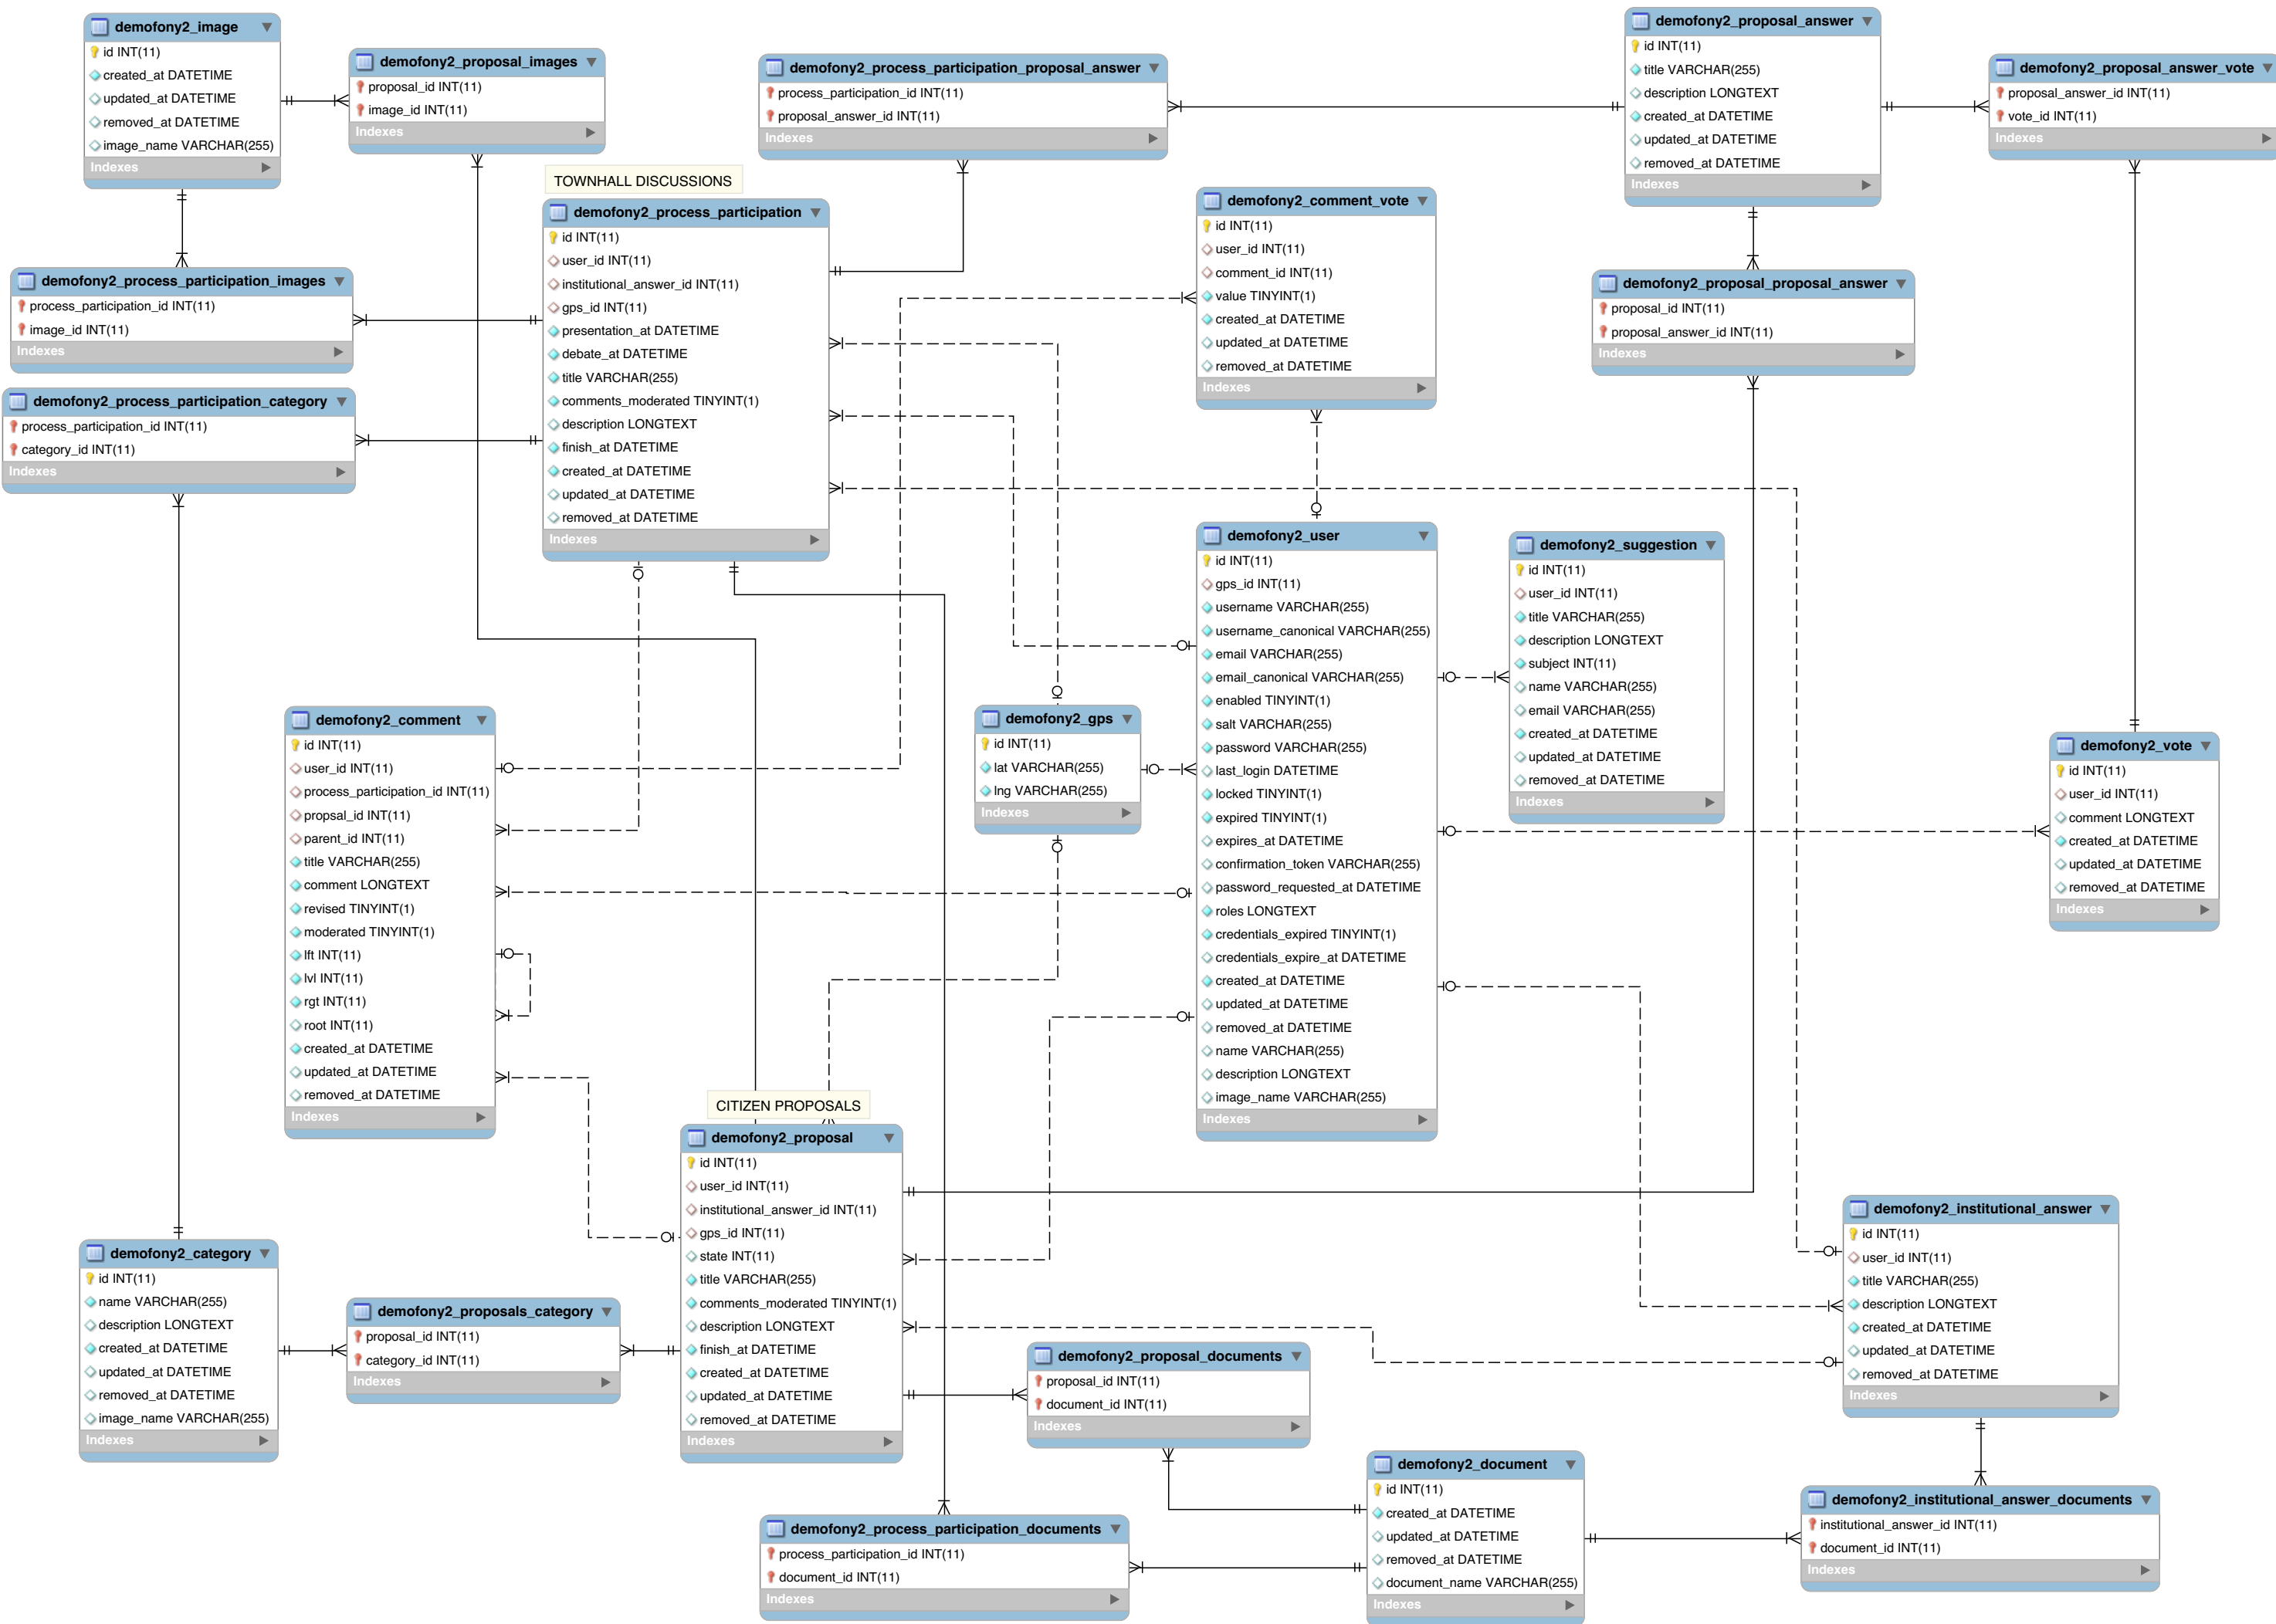 demofony2_image
id INT(11)
created_at DATETIME
updated_at DATETIME
removed_at DATETIME
image_name VARCHAR(255)
Indexes
demofony2_proposal_images
proposal_id INT(11)
image_id INT(11)
Indexes
demofony2_process_participation_proposal_answer
process_participation_id INT(11)
proposal_answer_id INT(11)
Indexes
demofony2_proposal_answer
id INT(11)
title VARCHAR(255)
description LONGTEXT
created_at DATETIME
updated_at DATETIME
removed_at DATETIME
Indexes
demofony2_proposal_answer_vote
proposal_answer_id INT(11)
vote_id INT(11)
Indexes
TOWNHALL DISCUSSIONS
demofony2_process_participation
id INT(11)
user_id INT(11)
institutional_answer_id INT(11)
gps_id INT(11)
presentation_at DATETIME
debate_at DATETIME
title VARCHAR(255)
comments_moderated TINYINT(1)
description LONGTEXT
finish_at DATETIME
created_at DATETIME
updated_at DATETIME
removed_at DATETIME
Indexes
demofony2_comment_vote
id INT(11)
user_id INT(11)
comment_id INT(11)
value TINYINT(1)
created_at DATETIME
updated_at DATETIME
removed_at DATETIME
Indexes
demofony2_process_participation_images
process_participation_id INT(11)
image_id INT(11)
Indexes
demofony2_proposal_proposal_answer
proposal_id INT(11)
proposal_answer_id INT(11)
Indexes
demofony2_process_participation_category
process_participation_id INT(11)
category_id INT(11)
Indexes
demofony2_user
id INT(11)
gps_id INT(11)
username VARCHAR(255)
username_canonical VARCHAR(255)
email VARCHAR(255)
email_canonical VARCHAR(255)
enabled TINYINT(1)
salt VARCHAR(255)
password VARCHAR(255)
last_login DATETIME
locked TINYINT(1)
expired TINYINT(1)
expires_at DATETIME
confirmation_token VARCHAR(255)
password_requested_at DATETIME
roles LONGTEXT
credentials_expired TINYINT(1)
credentials_expire_at DATETIME
created_at DATETIME
updated_at DATETIME
removed_at DATETIME
name VARCHAR(255)
description LONGTEXT
image_name VARCHAR(255)
Indexes
demofony2_suggestion
id INT(11)
user_id INT(11)
title VARCHAR(255)
description LONGTEXT
subject INT(11)
name VARCHAR(255)
email VARCHAR(255)
created_at DATETIME
updated_at DATETIME
removed_at DATETIME
Indexes
demofony2_comment
id INT(11)
user_id INT(11)
process_participation_id INT(11)
propsal_id INT(11)
parent_id INT(11)
title VARCHAR(255)
comment LONGTEXT
revised TINYINT(1)
moderated TINYINT(1)
lft INT(11)
lvl INT(11)
rgt INT(11)
root INT(11)
created_at DATETIME
updated_at DATETIME
removed_at DATETIME
Indexes
demofony2_gps
id INT(11)
lat VARCHAR(255)
lng VARCHAR(255)
Indexes
demofony2_vote
id INT(11)
user_id INT(11)
comment LONGTEXT
created_at DATETIME
updated_at DATETIME
removed_at DATETIME
Indexes
CITIZEN PROPOSALS
demofony2_proposal
id INT(11)
user_id INT(11)
institutional_answer_id INT(11)
gps_id INT(11)
state INT(11)
title VARCHAR(255)
comments_moderated TINYINT(1)
description LONGTEXT
finish_at DATETIME
created_at DATETIME
updated_at DATETIME
removed_at DATETIME
Indexes
demofony2_institutional_answer
id INT(11)
user_id INT(11)
title VARCHAR(255)
description LONGTEXT
created_at DATETIME
updated_at DATETIME
removed_at DATETIME
Indexes
demofony2_category
id INT(11)
name VARCHAR(255)
description LONGTEXT
created_at DATETIME
updated_at DATETIME
removed_at DATETIME
image_name VARCHAR(255)
Indexes
demofony2_proposals_category
proposal_id INT(11)
category_id INT(11)
Indexes
demofony2_proposal_documents
proposal_id INT(11)
document_id INT(11)
Indexes
demofony2_document
id INT(11)
created_at DATETIME
updated_at DATETIME
removed_at DATETIME
document_name VARCHAR(255)
Indexes
demofony2_institutional_answer_documents
institutional_answer_id INT(11)
document_id INT(11)
Indexes
demofony2_process_participation_documents
process_participation_id INT(11)
document_id INT(11)
Indexes